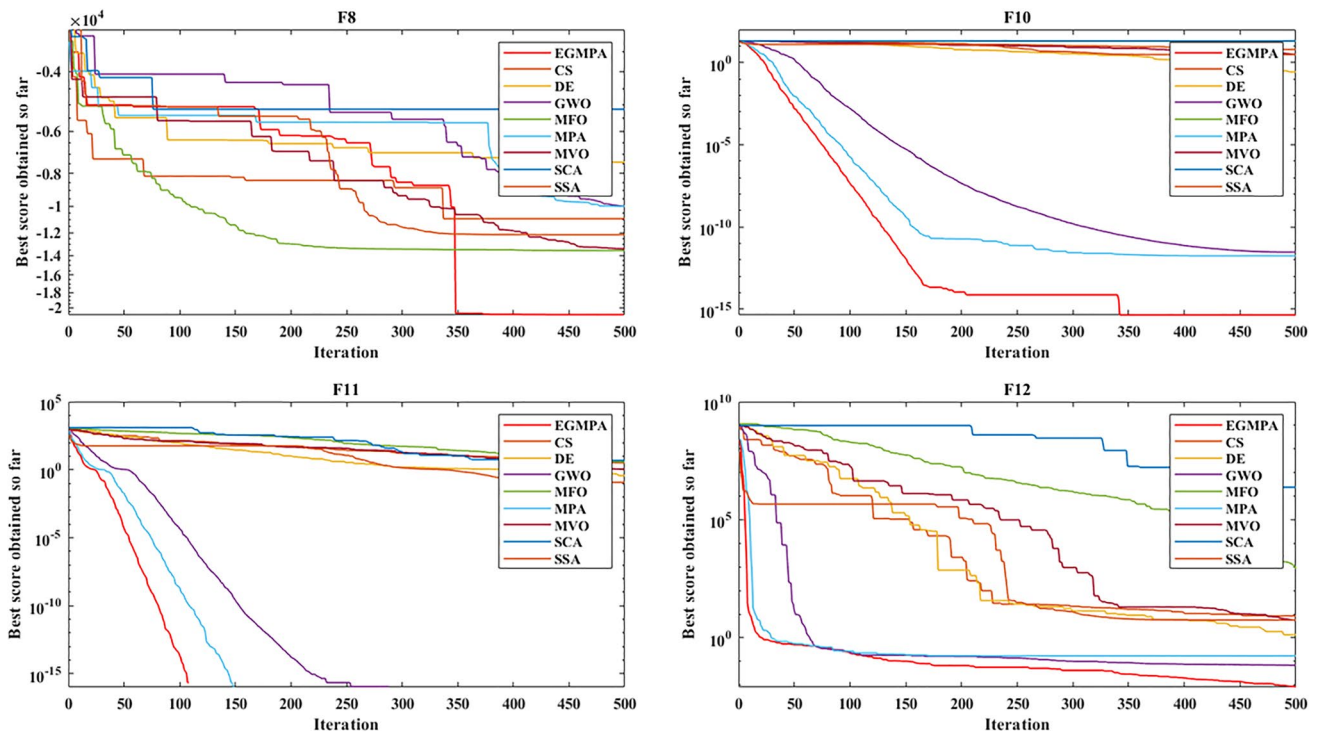 F8
×10^4
-0.4
-0.6
-0.8
-1
-1.2
-1.4
-1.6
-1.8
-2
Best score obtained so far
0 50 100 150 200 250 300 350 400 450 500
Iteration
EGMPA
CS
DE
GWO
MFO
MPA
MVO
SCA
SSA
F10
10^0
10^-5
10^-10
10^-15
Best score obtained so far
0 50 100 150 200 250 300 350 400 450 500
Iteration
EGMPA
CS
DE
GWO
MFO
MPA
MVO
SCA
SSA
F11
10^5
10^0
10^-5
10^-10
10^-15
Best score obtained so far
0 50 100 150 200 250 300 350 400 450 500
Iteration
EGMPA
CS
DE
GWO
MFO
MPA
MVO
SCA
SSA
F12
10^10
10^5
10^0
Best score obtained so far
0 50 100 150 200 250 300 350 400 450 500
Iteration
EGMPA
CS
DE
GWO
MFO
MPA
MVO
SCA
SSA